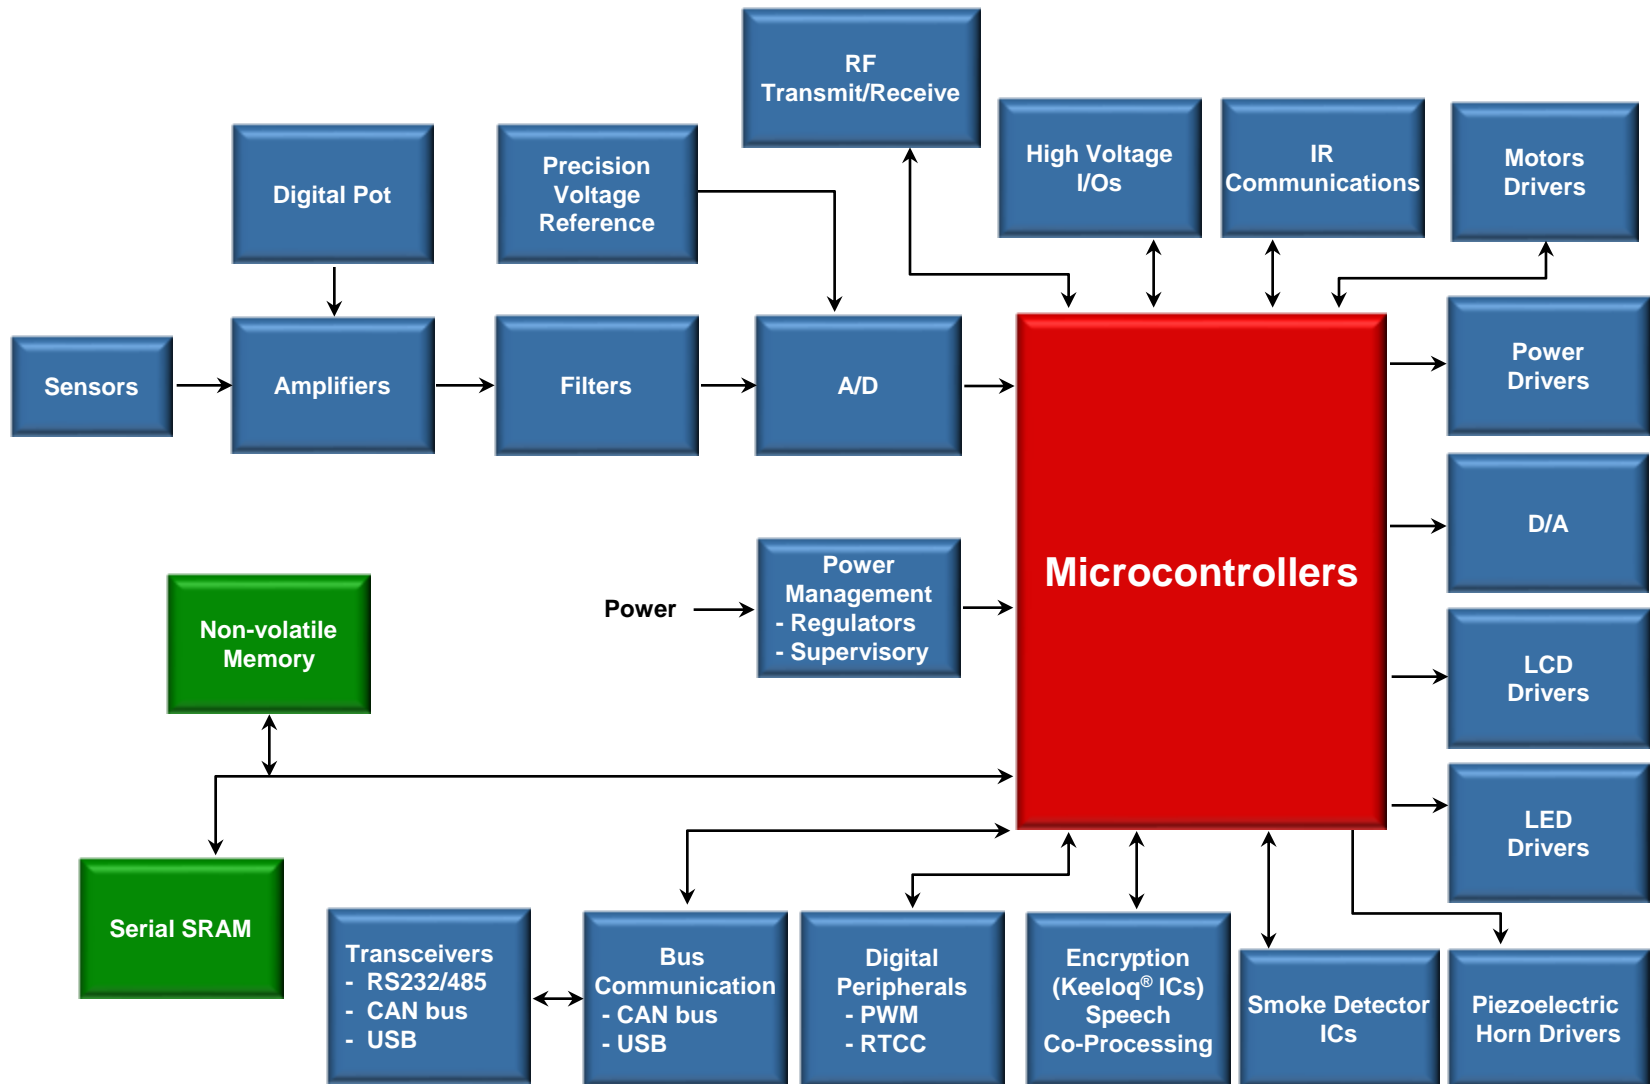 RF
Transmit/Receive
High Voltage
I/Os
IR
Communications
Motors
Drivers
Digital Pot
Precision
Voltage
Reference
Sensors
Amplifiers
Filters
A/D
Power
Drivers
Microcontrollers
D/A
Power
Power
Management
- Regulators
- Supervisory
Non-volatile
Memory
LCD
Drivers
LED
Drivers
Serial SRAM
Transceivers
- RS232/485
- CAN bus
- USB
Bus
Communication
- CAN bus
- USB
Digital
Peripherals
- PWM
- RTCC
Encryption
(Keeloq® ICs)
Speech
Co-Processing
Smoke Detector
ICs
Piezoelectric
Horn Drivers